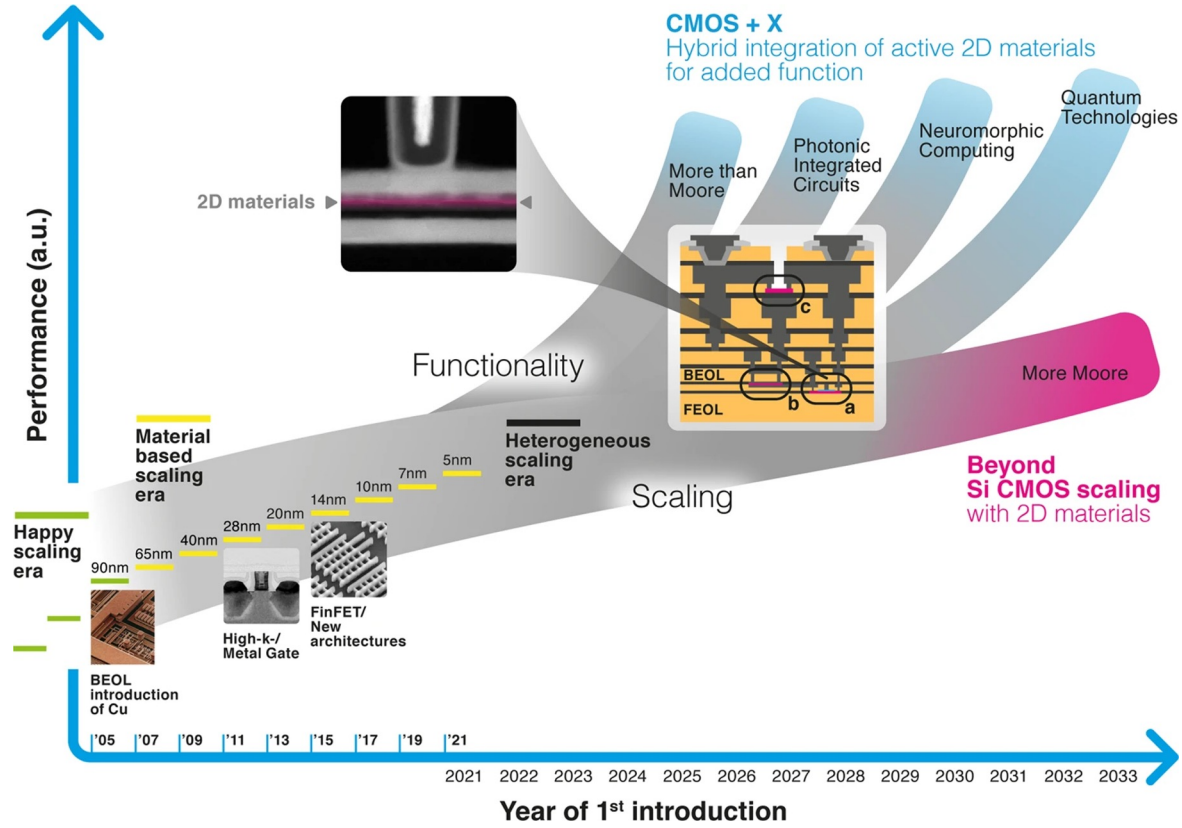 CMOS + X
Hybrid integration of active 2D materials
for added function
Quantum
Technologies
Neuromorphic
Computing
Photonic
Integrated
Circuits
More than
Moore
2D materials
Performance (a.u.)
c
BEOL
FEOL
b
a
Functionality
More Moore
Material
based
scaling
era
Heterogeneous
scaling
era
Beyond
Si CMOS scaling
with 2D materials
Scaling
Happy
scaling
era
90nm
65nm
40nm
28nm
20nm
14nm
10nm
7nm
5nm
BEOL
introduction
of Cu
High-k-/
Metal Gate
FinFET/
New
architectures
'05
'07
'09
'11
'13
'15
'17
'19
'21
2021
2022
2023
2024
2025
2026
2027
2028
2029
2030
2031
2032
2033
Year of 1st introduction